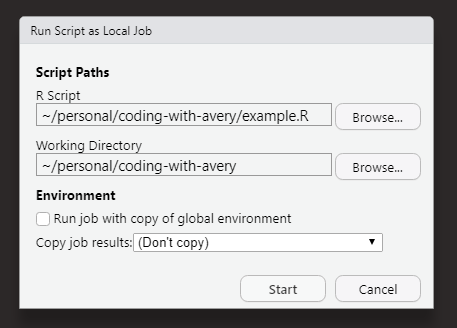 Run Script as Local Job
Script Paths
R Script
~/personal/coding-with-avery/example.R
Browse...
Working Directory
~/personal/coding-with-avery
Browse...
Environment
Run job with copy of global environment
Copy job results: (Don't copy)
Start Cancel